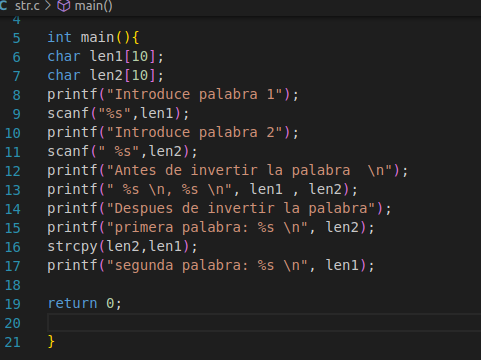 str.c > main()
4
5 int main(){
6 char len1[10];
7 char len2[10];
8 printf("Introduce palabra 1");
9 scanf("%s",len1);
10 printf("Introduce palabra 2");
11 scanf(" %s",len2);
12 printf("Antes de invertir la palabra  \n");
13 printf(" %s \n, %s \n", len1 , len2);
14 printf("Despues de invertir la palabra");
15 printf("primera palabra: %s \n", len2);
16 strcpy(len2,len1);
17 printf("segunda palabra: %s \n", len1);
18
19 return 0;
20
21 }